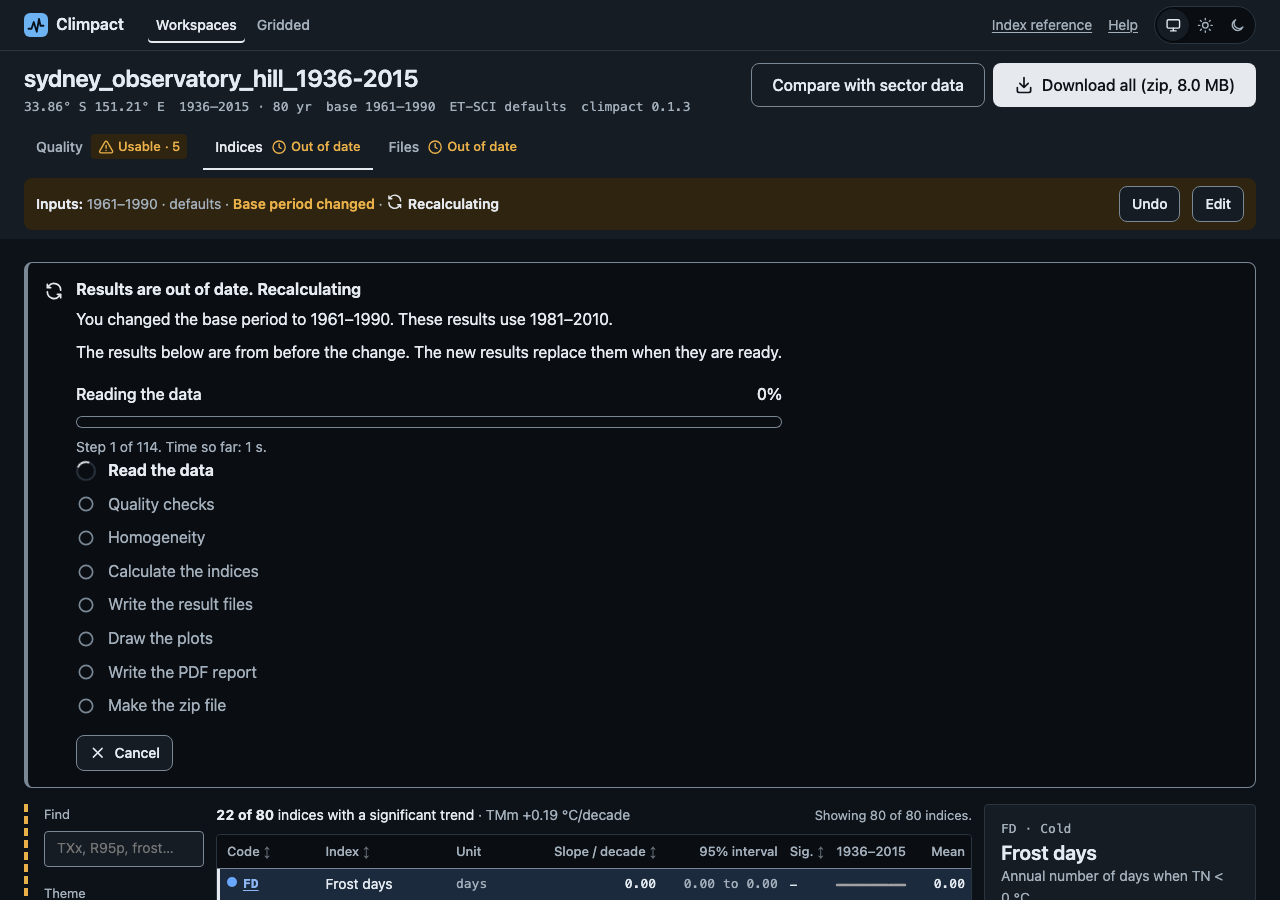 Climpact Workspaces Gridded Index reference Help
sydney_observatory_hill_1936-2015
33.86° S 151.21° E 1936–2015 · 80 yr base 1961–1990 ET-SCI defaults climpact 0.1.3
Compare with sector data
Download all (zip, 8.0 MB)
Quality Usable · 5 Indices Out of date Files Out of date
Inputs: 1961–1990 · defaults · Base period changed · Recalculating Undo Edit
Results are out of date. Recalculating
You changed the base period to 1961–1990. These results use 1981–2010.
The results below are from before the change. The new results replace them when they are ready.
Reading the data 0%
Step 1 of 114. Time so far: 1 s.
Read the data
Quality checks
Homogeneity
Calculate the indices
Write the result files
Draw the plots
Write the PDF report
Make the zip file
Cancel
Find
TXx, R95p, frost...
Theme
22 of 80 indices with a significant trend · TMm +0.19 °C/decade Showing 80 of 80 indices.
Code Index Unit Slope / decade 95% interval Sig. 1936–2015 Mean
FD Frost days days 0.00 0.00 to 0.00 – 0.00
FD · Cold
Frost days
Annual number of days when TN <
0 °C